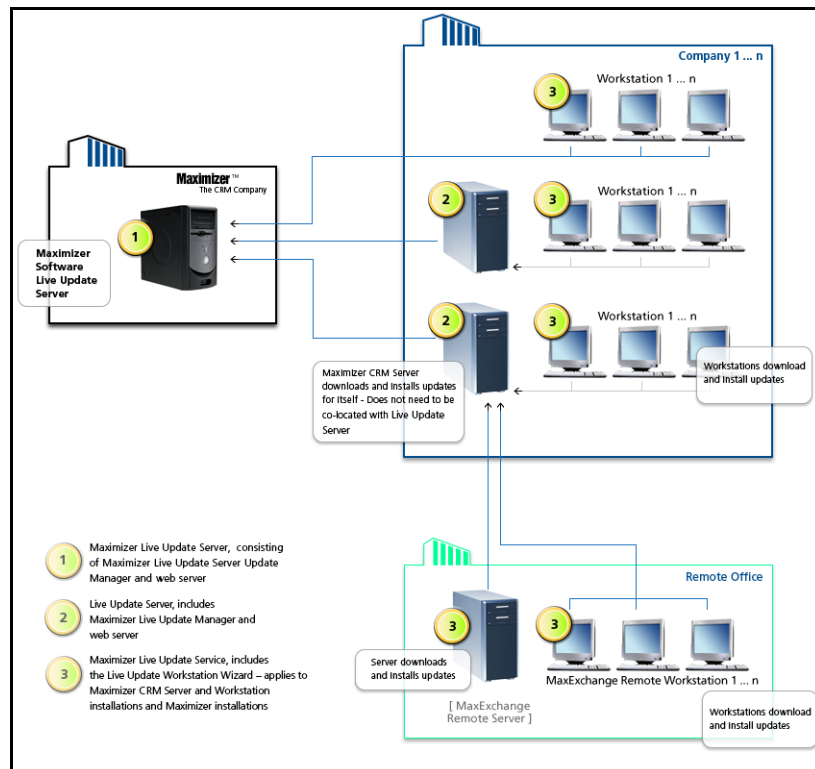 Company 1 ... n
Workstation 1 ... n
3
Maximizer™
The CRM Company
1
Maximizer
Software
Live Update
Server
2
3
Workstation 1 ... n
2
3
Workstation 1 ... n
Maximizer CRM Server
downloads and installs updates
for itself - Does not need to be
co-located with Live Update
Server
Workstations download
and install updates
1
Maximizer Live Update Server, consisting
of Maximizer Live Update Server Update
Manager and web server
2
Live Update Server, includes
Maximizer Live Update Manager and
web server
3
Maximizer Live Update Service, includes
the Live Update Workstation Wizard – applies to
Maximizer CRM Server and Workstation
installations and Maximizer installations
Remote Office
3
3
Server downloads
and installs updates
MaxExchange Remote Workstation 1 ... n
[ MaxExchange
Remote Server ]
Workstations download
and install updates